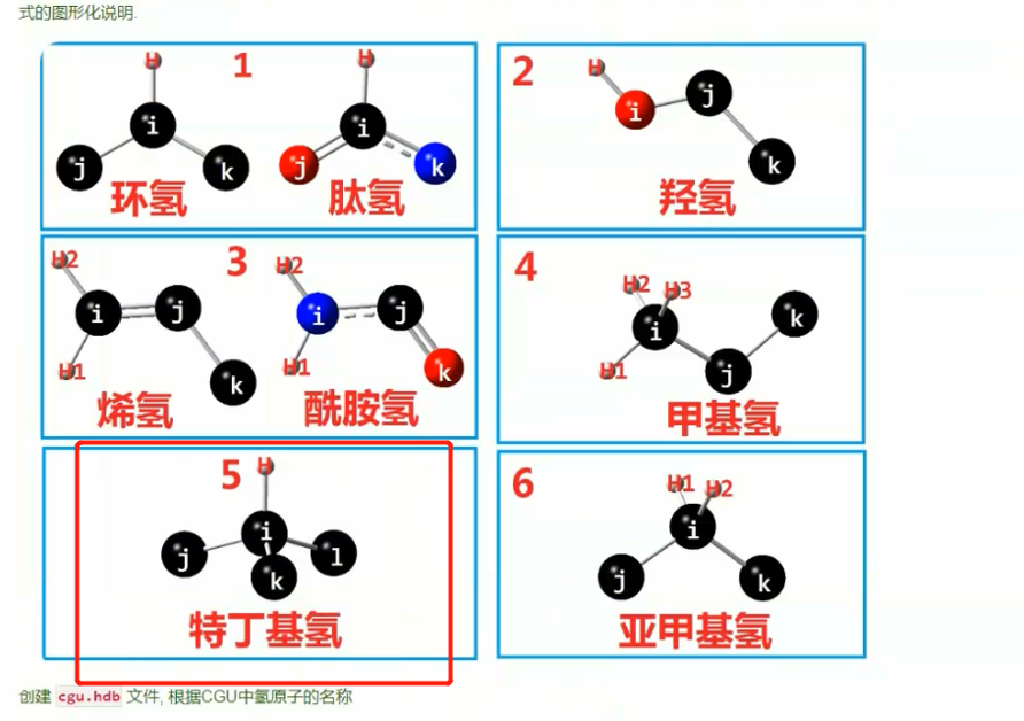 式的图形化说明.
1
H
i
j
k
环氢
H
i
j
k
肽氢
2
H
i
j
k
羟氢
3
H2
i
j
H1
k
烯氢
H2
i
j
H1
k
酰胺氢
4
H2
H3
i
k
H1
j
甲基氢
5
H
i
j
l
k
特丁基氢
6
H1
H2
i
j
k
亚甲基氢
创建 cgu.hdb 文件, 根据CGU中氢原子的名称